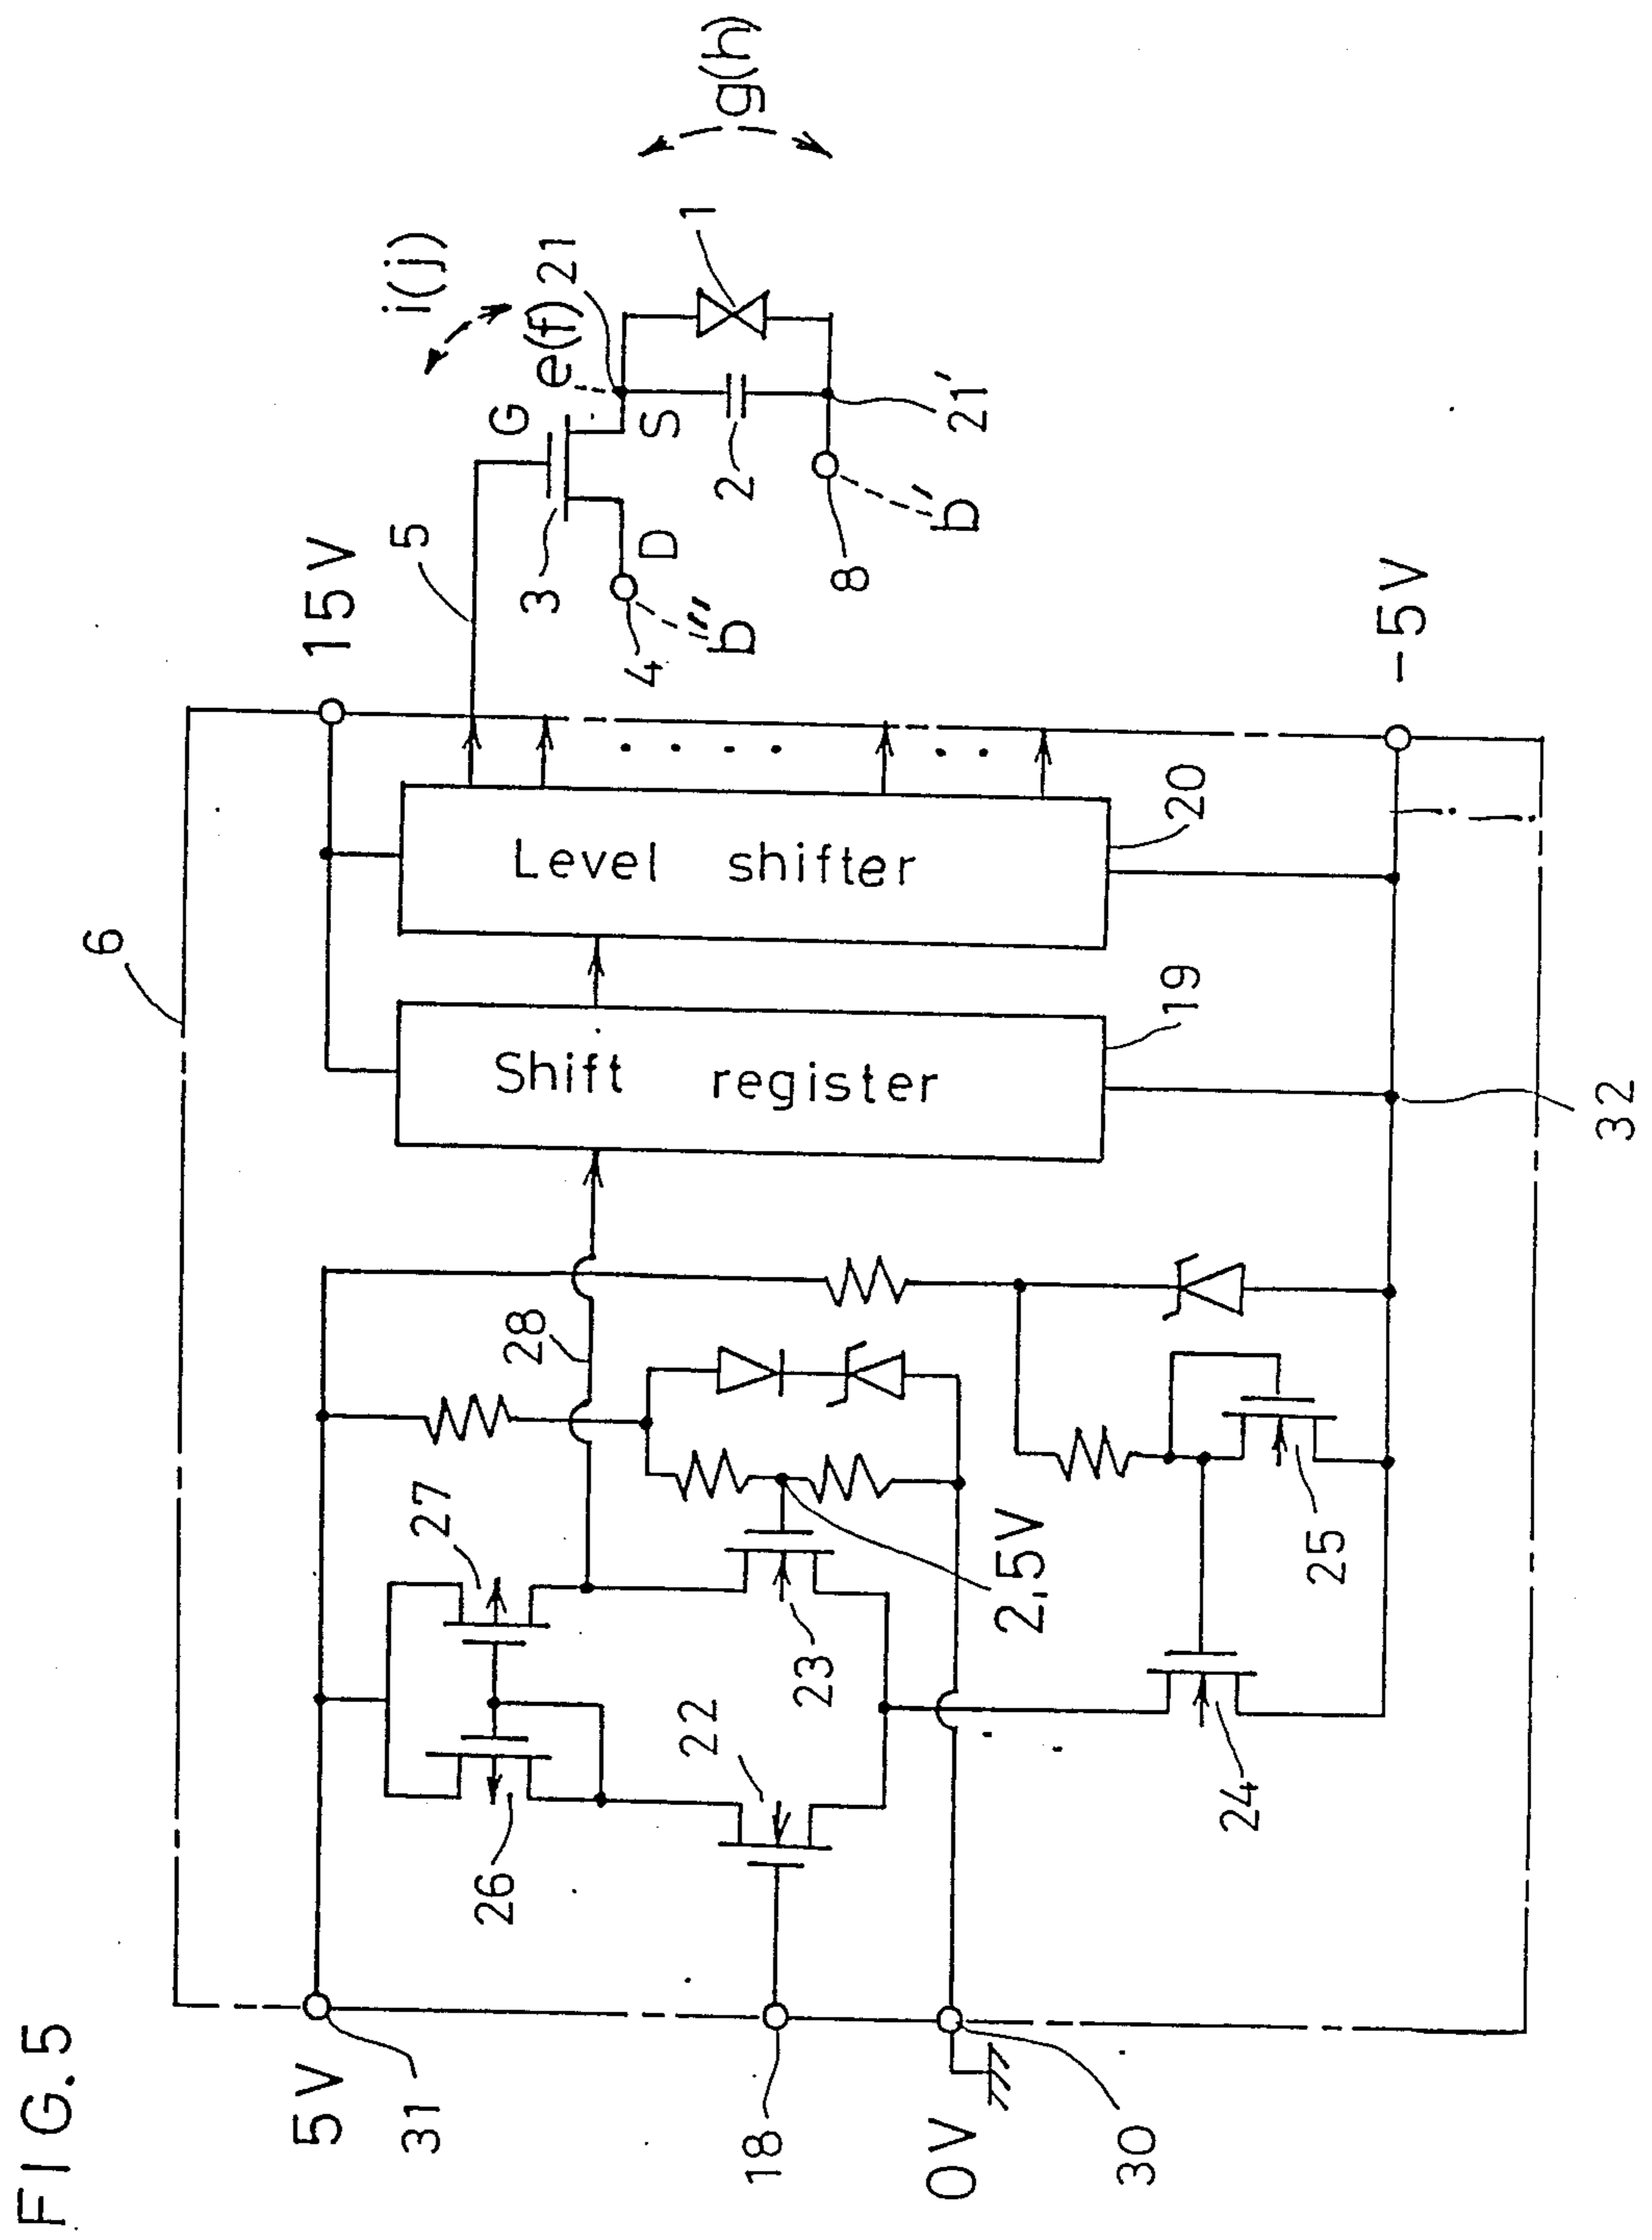 FIG. 5
6
5V
31
15V
5
G
i(j)
e(f)
21
g(h)
1
3
S
D
4
b'''
2
21'
8
b'
27
28
26
Shift register
Level shifter
19
20
22
23
2,5V
18
0V
30
24
25
32
-5V